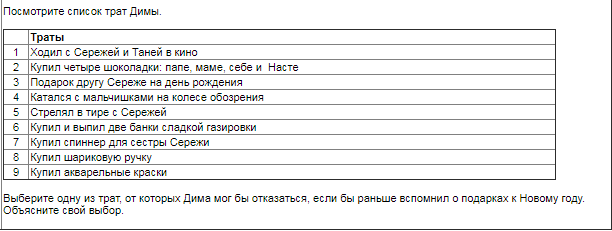 Посмотрите список трат Димы.
Траты
1 Ходил с Сережей и Таней в кино
2 Купил четыре шоколадки: папе, маме, себе и Насте
3 Подарок другу Сереже на день рождения
4 Катался с мальчишками на колесе обозрения
5 Стрелял в тире с Сережей
6 Купил и выпил две банки сладкой газировки
7 Купил спиннер для сестры Сережи
8 Купил шариковую ручку
9 Купил акварельные краски
Выберите одну из трат, от которых Дима мог бы отказаться, если бы раньше вспомнил о подарках к Новому году.
Объясните свой выбор.